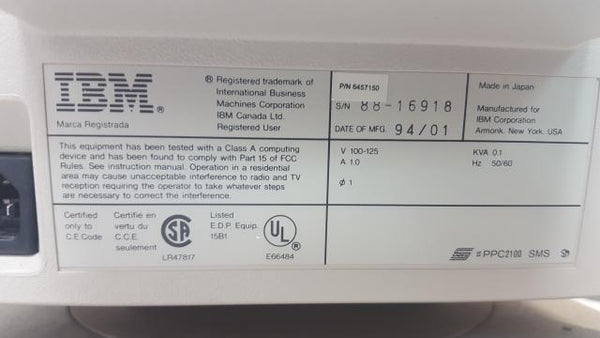 IBM®
Marca Registrada
® Registered trademark of
International Business
Machines Corporation
IBM Canada Ltd.
Registered User
P/N 6457150
S/N 88-16918
DATE OF MFG. 94/01
Made in Japan
Manufactured for
IBM Corporation
Armonk, New York, USA
This equipment has been tested with a Class A computing
device and has been found to comply with Part 15 of FCC
Rules. See instruction manual. Operation in a residential
area may cause unacceptable interference to radio and TV
reception requiring the operator to take whatever steps
are necessary to correct the interference.
V 100-125
A 1.0
ø 1
KVA 0.1
Hz 50/60
Certified
only to
C.E.Code
Certifie en
vertu du
C.C.E.
seulement
SA
LR47817
Listed
E.D.P. Equip.
15B1
UL®
E66484
#PPC2100 SMS